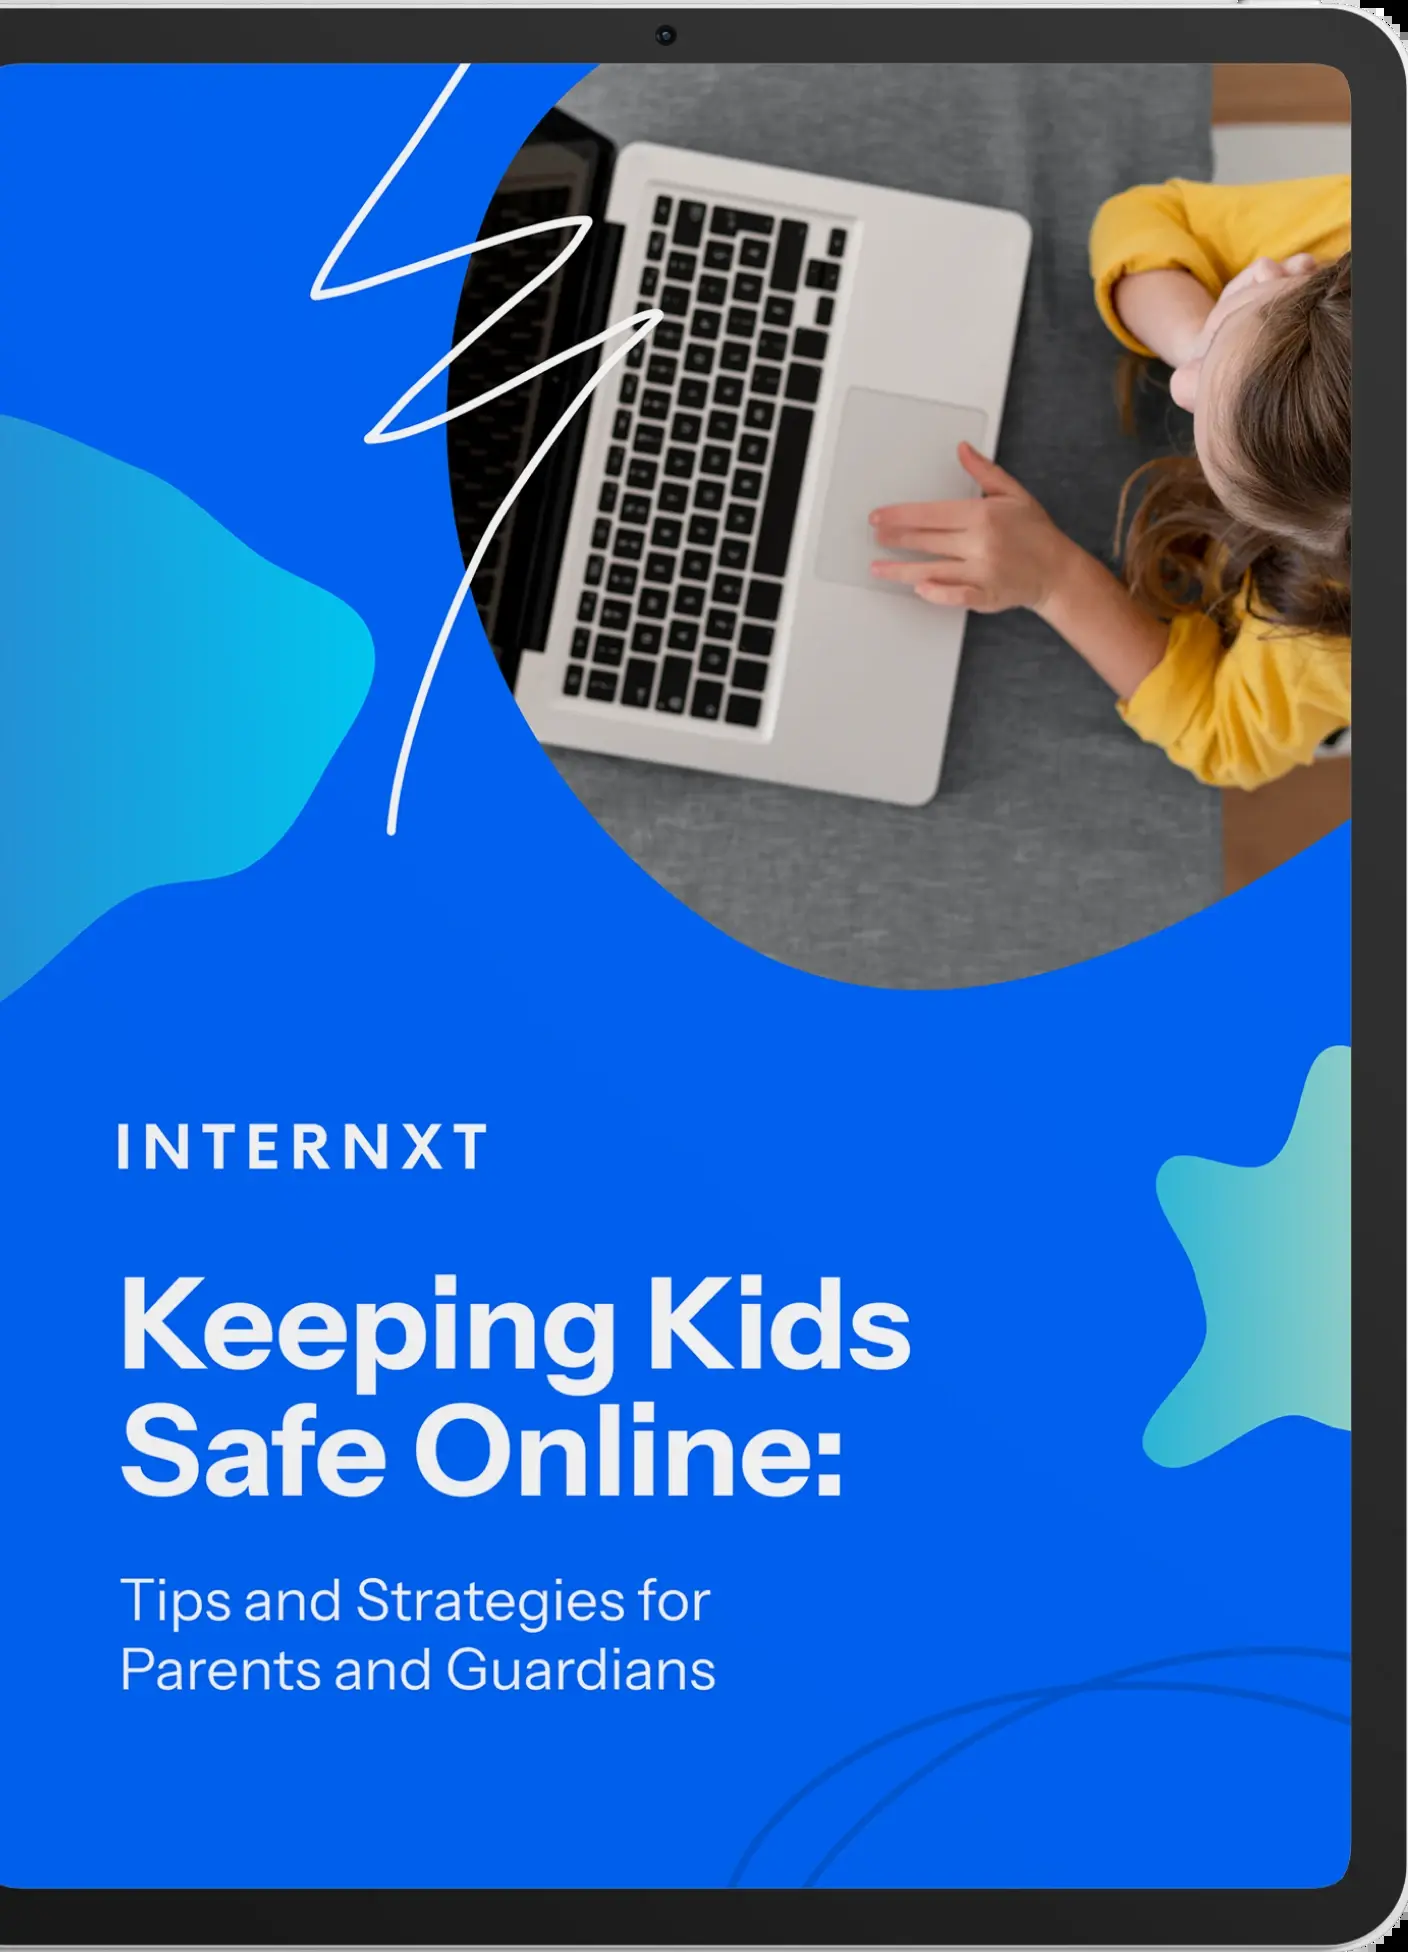 INTERNXT
Keeping Kids
Safe Online:
Tips and Strategies for
Parents and Guardians